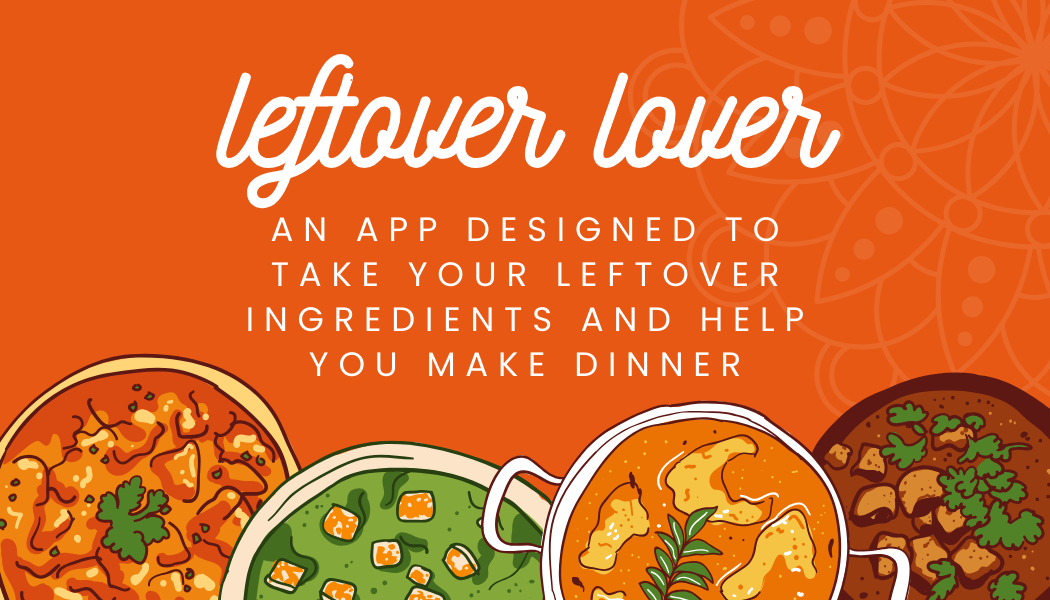 leftover lover
AN APP DESIGNED TO
TAKE YOUR LEFTOVER
INGREDIENTS AND HELP
YOU MAKE DINNER